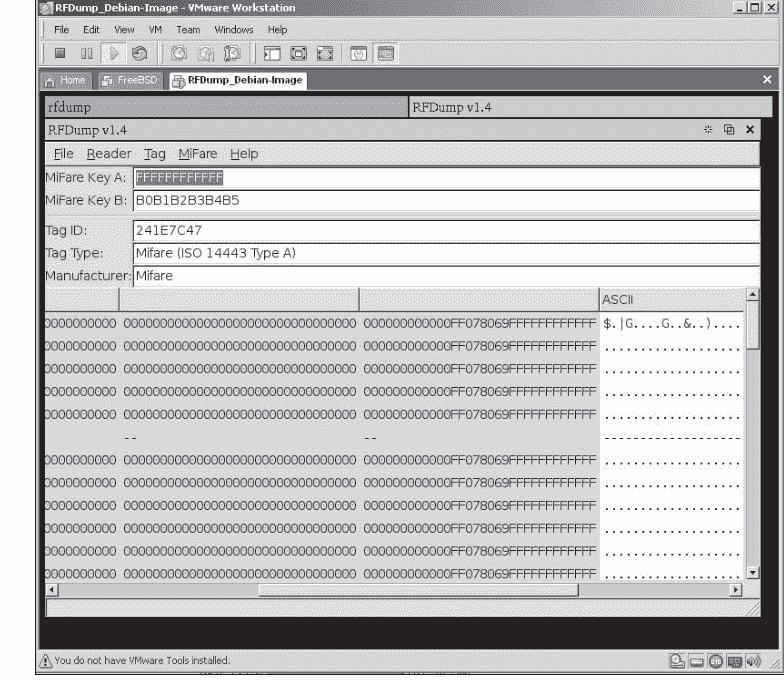 RFDump_Debian-Image - VMware Workstation
File Edit View VM Team Windows Help
Home FreeBSD RFDump_Debian-Image
rfdump RFDump v1.4
RFDump v1.4
File Reader Tag MiFare Help
MiFare Key A: FFFFFFFFFFFF
MiFare Key B: B0B1B2B3B4B5
Tag ID: 241E7C47
Tag Type: Mifare (ISO 14443 Type A)
Manufacturer: Mifare
ASCII
0000000000 00000000000000000000000000000000 000000000000FF078069FFFFFFFFFFFF $.|G....G..&..)....
0000000000 00000000000000000000000000000000 000000000000FF078069FFFFFFFFFFFF ...................
0000000000 00000000000000000000000000000000 000000000000FF078069FFFFFFFFFFFF ...................
0000000000 00000000000000000000000000000000 000000000000FF078069FFFFFFFFFFFF ...................
0000000000 00000000000000000000000000000000 000000000000FF078069FFFFFFFFFFFF ...................
-- -- -------------------
0000000000 00000000000000000000000000000000 000000000000FF078069FFFFFFFFFFFF ...................
0000000000 00000000000000000000000000000000 000000000000FF078069FFFFFFFFFFFF ...................
0000000000 00000000000000000000000000000000 000000000000FF078069FFFFFFFFFFFF ...................
0000000000 00000000000000000000000000000000 000000000000FF078069FFFFFFFFFFFF ...................
0000000000 00000000000000000000000000000000 000000000000FF078069FFFFFFFFFFFF ...................
0000000000 00000000000000000000000000000000 000000000000FF078069FFFFFFFFFFFF ...................
You do not have VMware Tools installed.